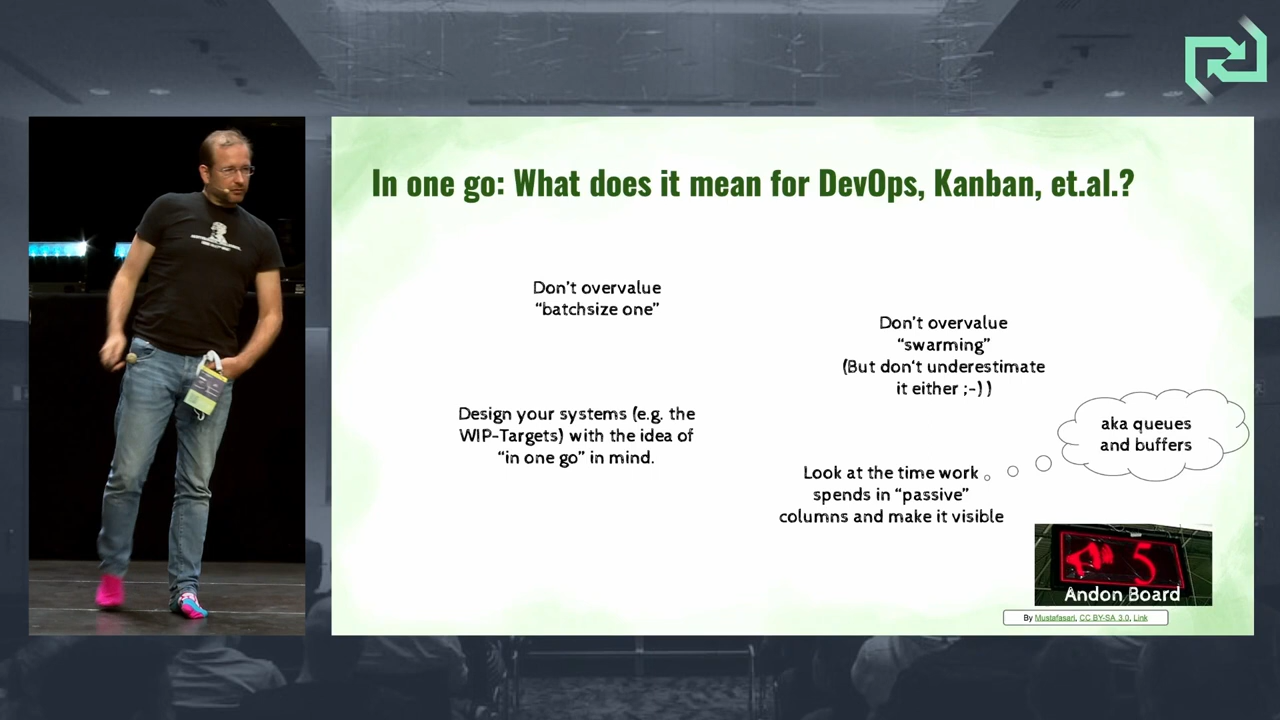 In one go: What does it mean for DevOps, Kanban, et.al.?
Don't overvalue
“batchsize one”
Don't overvalue
“swarming”
(But don't underestimate
it either ;-) )
Design your systems (e.g. the
WIP-Targets) with the idea of
“in one go” in mind.
aka queues
and buffers
Look at the time work
spends in “passive”
columns and make it visible
5
Andon Board
By Mustafasari, CC BY-SA 3.0, Link